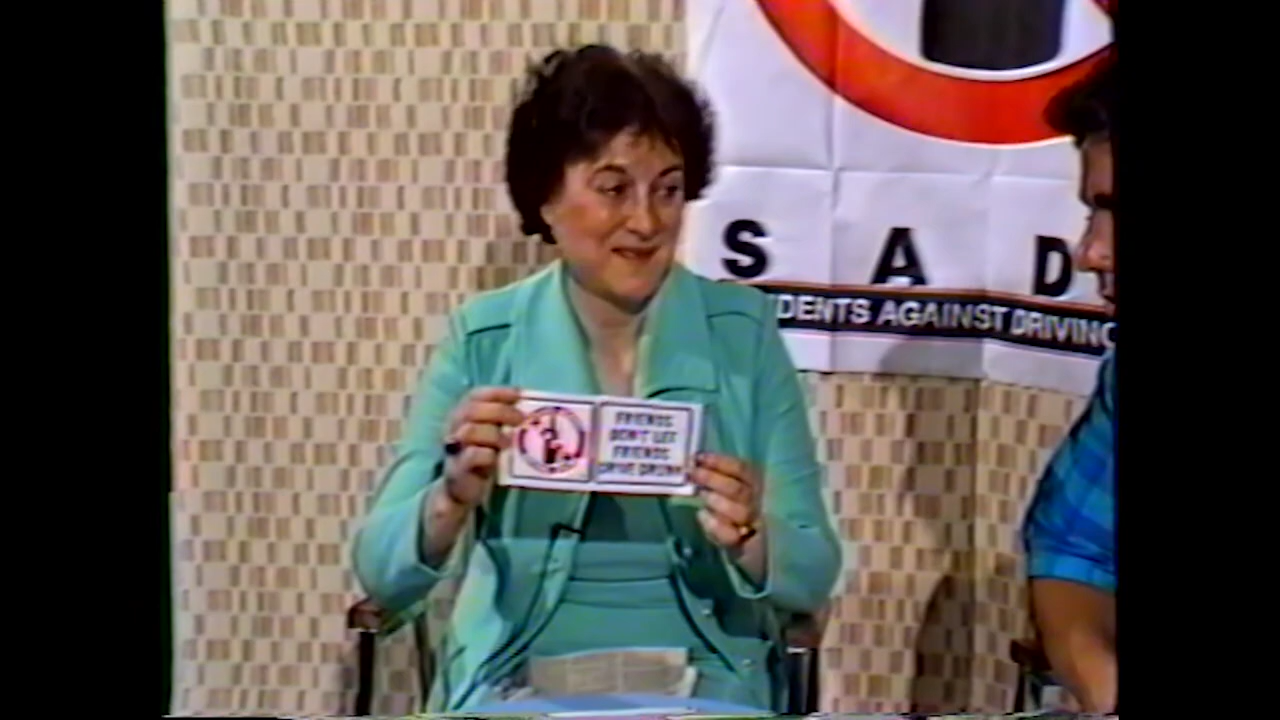 S A D
DENTS AGAINST DRIVING
FRIENDS
DON'T LET
FRIENDS
DRIVE DRUNK